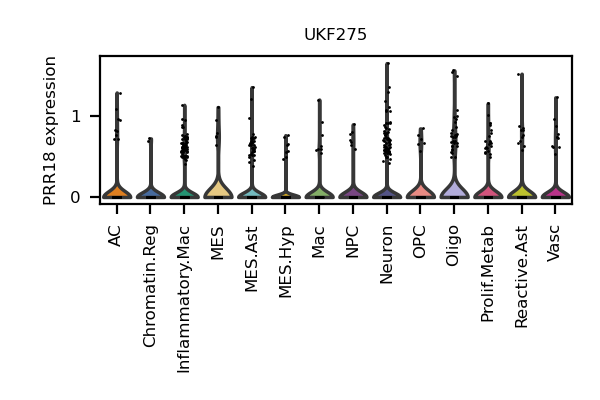 UKF275
PRR18 expression
1
0
AC
Chromatin.Reg
Inflammatory.Mac
MES
MES.Ast
MES.Hyp
Mac
NPC
Neuron
OPC
Oligo
Prolif.Metab
Reactive.Ast
Vasc